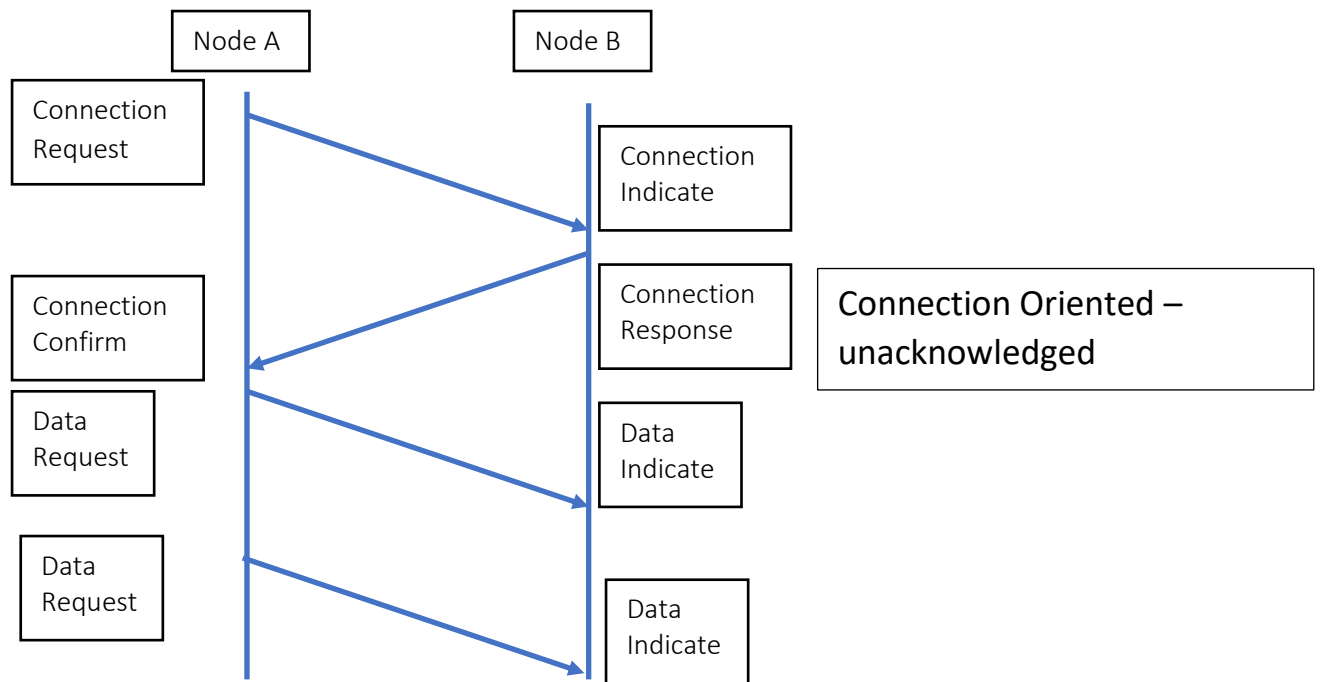 Node A
Node B
Connection
Request
Connection
Indicate
Connection
Confirm
Connection
Response
Connection Oriented –
unacknowledged
Data
Request
Data
Indicate
Data
Request
Data
Indicate